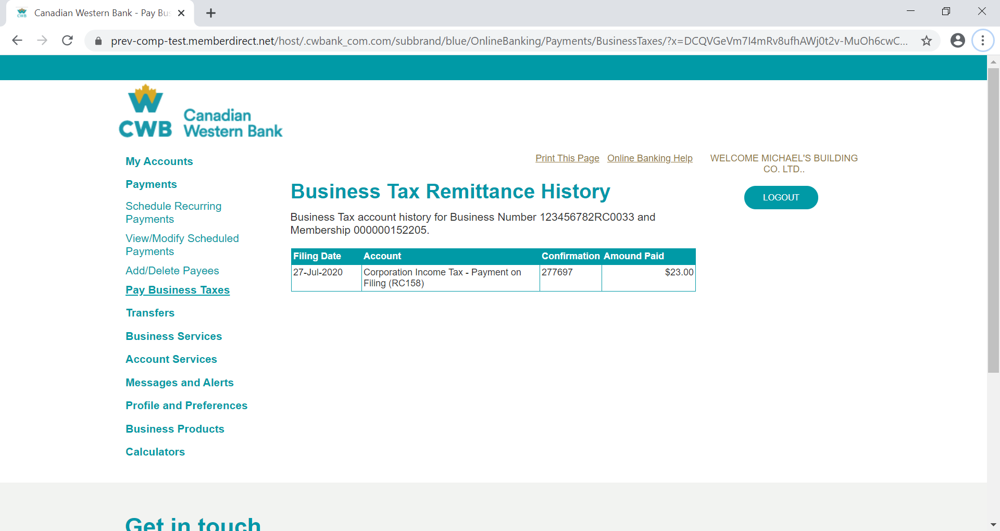 Canadian Western Bank - Pay Bus
prev-comp-test.memberdirect.net/host/.cwbank_com.com/subbrand/blue/OnlineBanking/Payments/BusinessTaxes/?x=DCQVGeVm7I4mRv8ufhAWj0t2v-MuOh6cwC...
W
CWB
Canadian
Western Bank
Print This Page Online Banking Help
WELCOME MICHAEL'S BUILDING
CO. LTD..
LOGOUT
My Accounts
Payments
Schedule Recurring
Payments
View/Modify Scheduled
Payments
Add/Delete Payees
Pay Business Taxes
Transfers
Business Services
Account Services
Messages and Alerts
Profile and Preferences
Business Products
Calculators
Business Tax Remittance History
Business Tax account history for Business Number 123456782RC0033 and
Membership 000000152205.
Filing Date Account Confirmation Amound Paid
27-Jul-2020 Corporation Income Tax - Payment on 277697 $23.00
Filing (RC158)
Get in touch